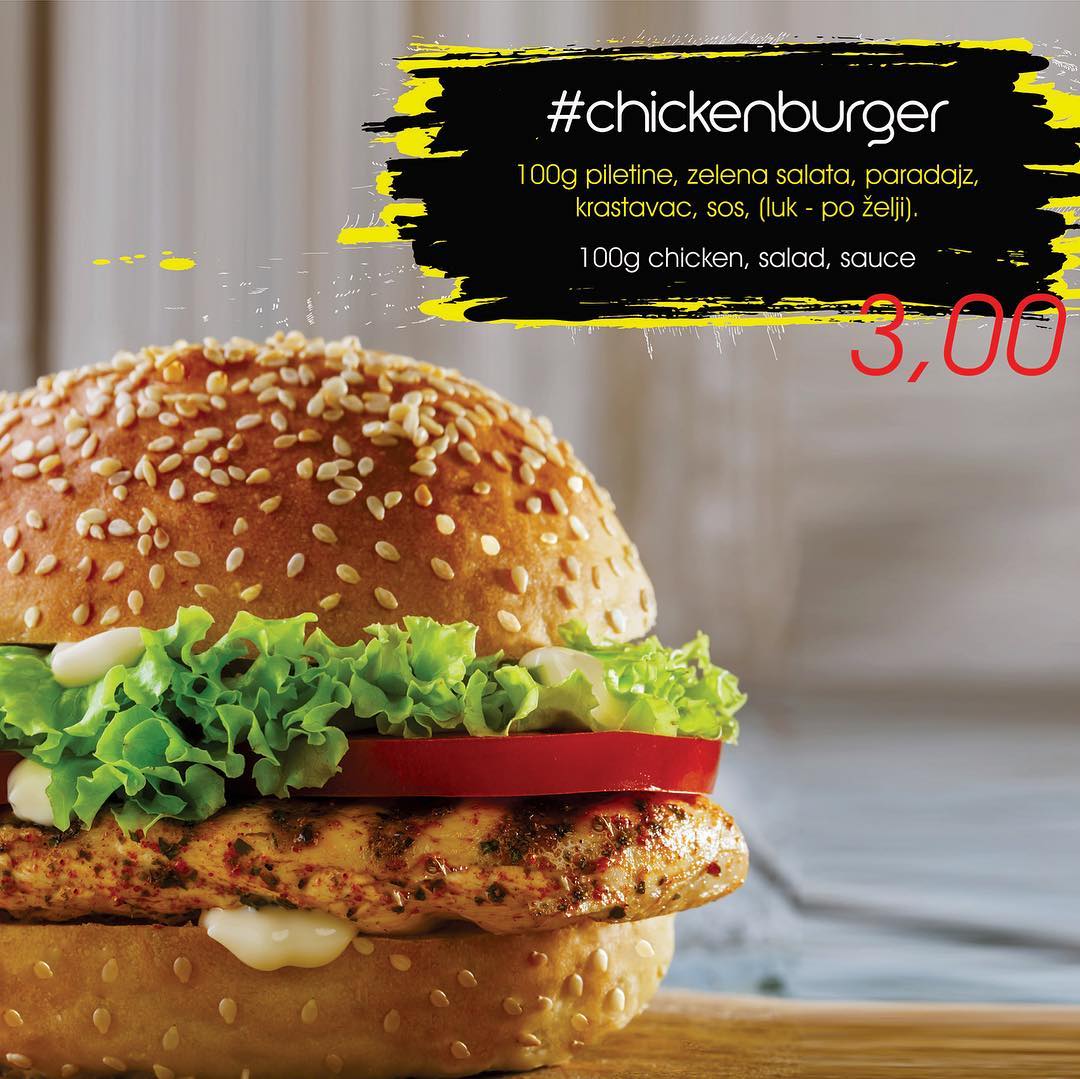 #chickenburger
100g piletine, zelena salata, paradajz,
krastavac, sos, (luk - po želji).
100g chicken, salad, sauce
3,00